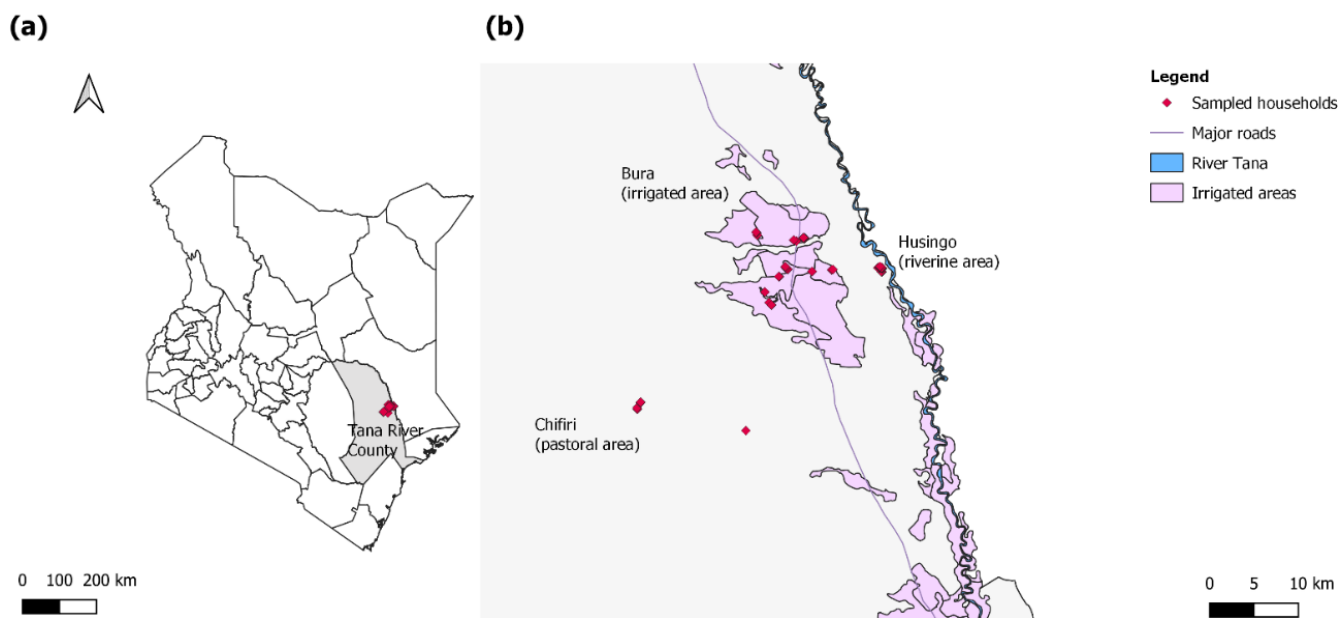 (a)
Tana River
County
0 100 200 km
(b)
Bura
(irrigated area)
Husingo
(riverine area)
Chifiri
(pastoral area)
Legend
Sampled households
Major roads
River Tana
Irrigated areas
0 5 10 km